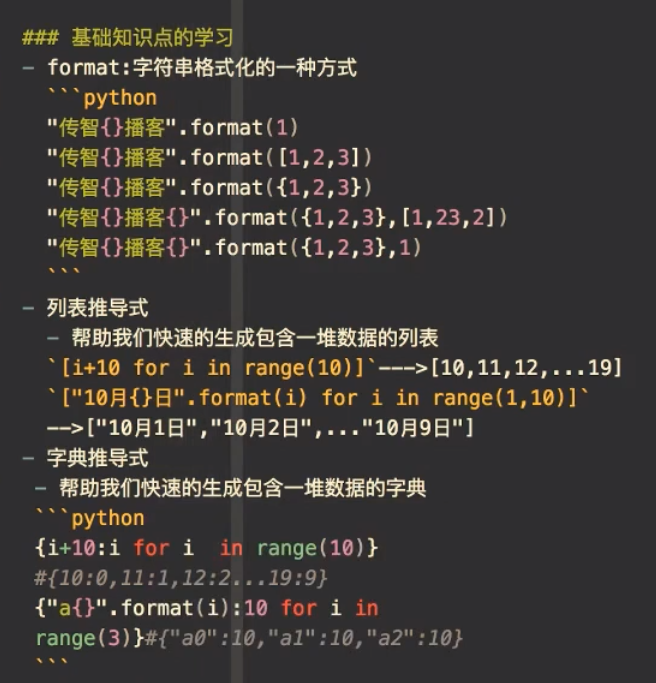 ### 基础知识点的学习
- format:字符串格式化的一种方式
```python
"传智{}播客".format(1)
"传智{}播客".format([1,2,3])
"传智{}播客".format({1,2,3})
"传智{}播客{}".format({1,2,3},[1,23,2])
"传智{}播客{}".format({1,2,3},1)
```
- 列表推导式
- 帮助我们快速的生成包含一堆数据的列表
`[i+10 for i in range(10)]`--->[10,11,12,...19]
`["10月{}日".format(i) for i in range(1,10)]`
-->["10月1日","10月2日",..."10月9日"]
- 字典推导式
- 帮助我们快速的生成包含一堆数据的字典
```python
{i+10:i for i  in range(10)}
#{10:0,11:1,12:2...19:9}
{"a{}".format(i):10 for i in
range(3)}#{"a0":10,"a1":10,"a2":10}
```